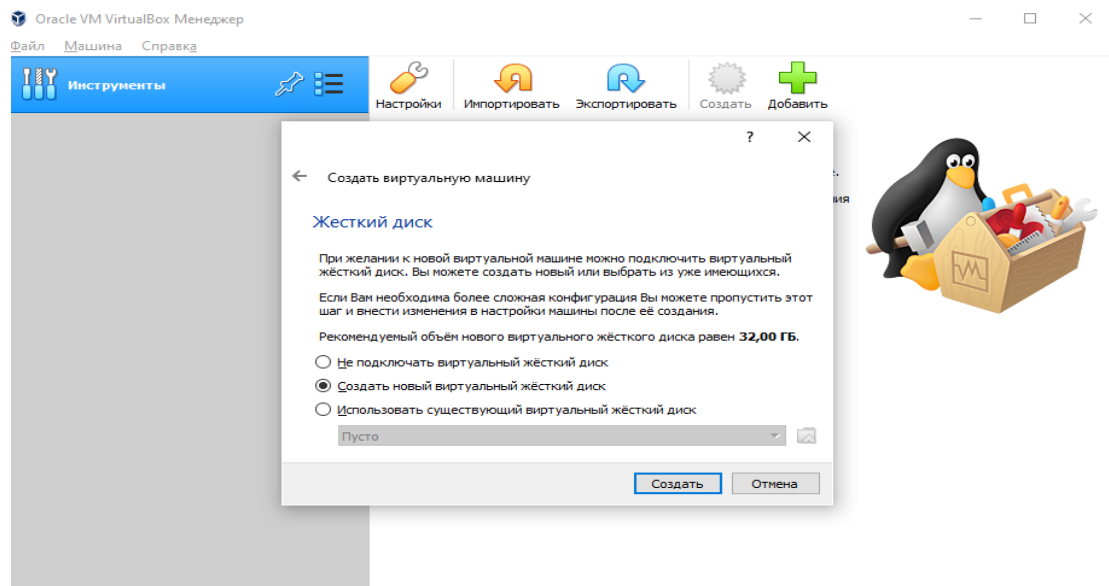 Oracle VM VirtualBox Менеджер
Файл Машина Справка
Инструменты
Настройки Импортировать Экспортировать Создать Добавить
?
Создать виртуальную машину
Жесткий диск
При желании к новой виртуальной машине можно подключить виртуальный
жёсткий диск. Вы можете создать новый или выбрать из уже имеющихся.
Если Вам необходима более сложная конфигурация Вы можете пропустить этот
шаг и внести изменения в настройки машины после её создания.
Рекомендуемый объём нового виртуального жёсткого диска равен 32,00 ГБ.
Не подключать виртуальный жёсткий диск
Создать новый виртуальный жёсткий диск
Использовать существующий виртуальный жёсткий диск
Пусто
Создать Отмена